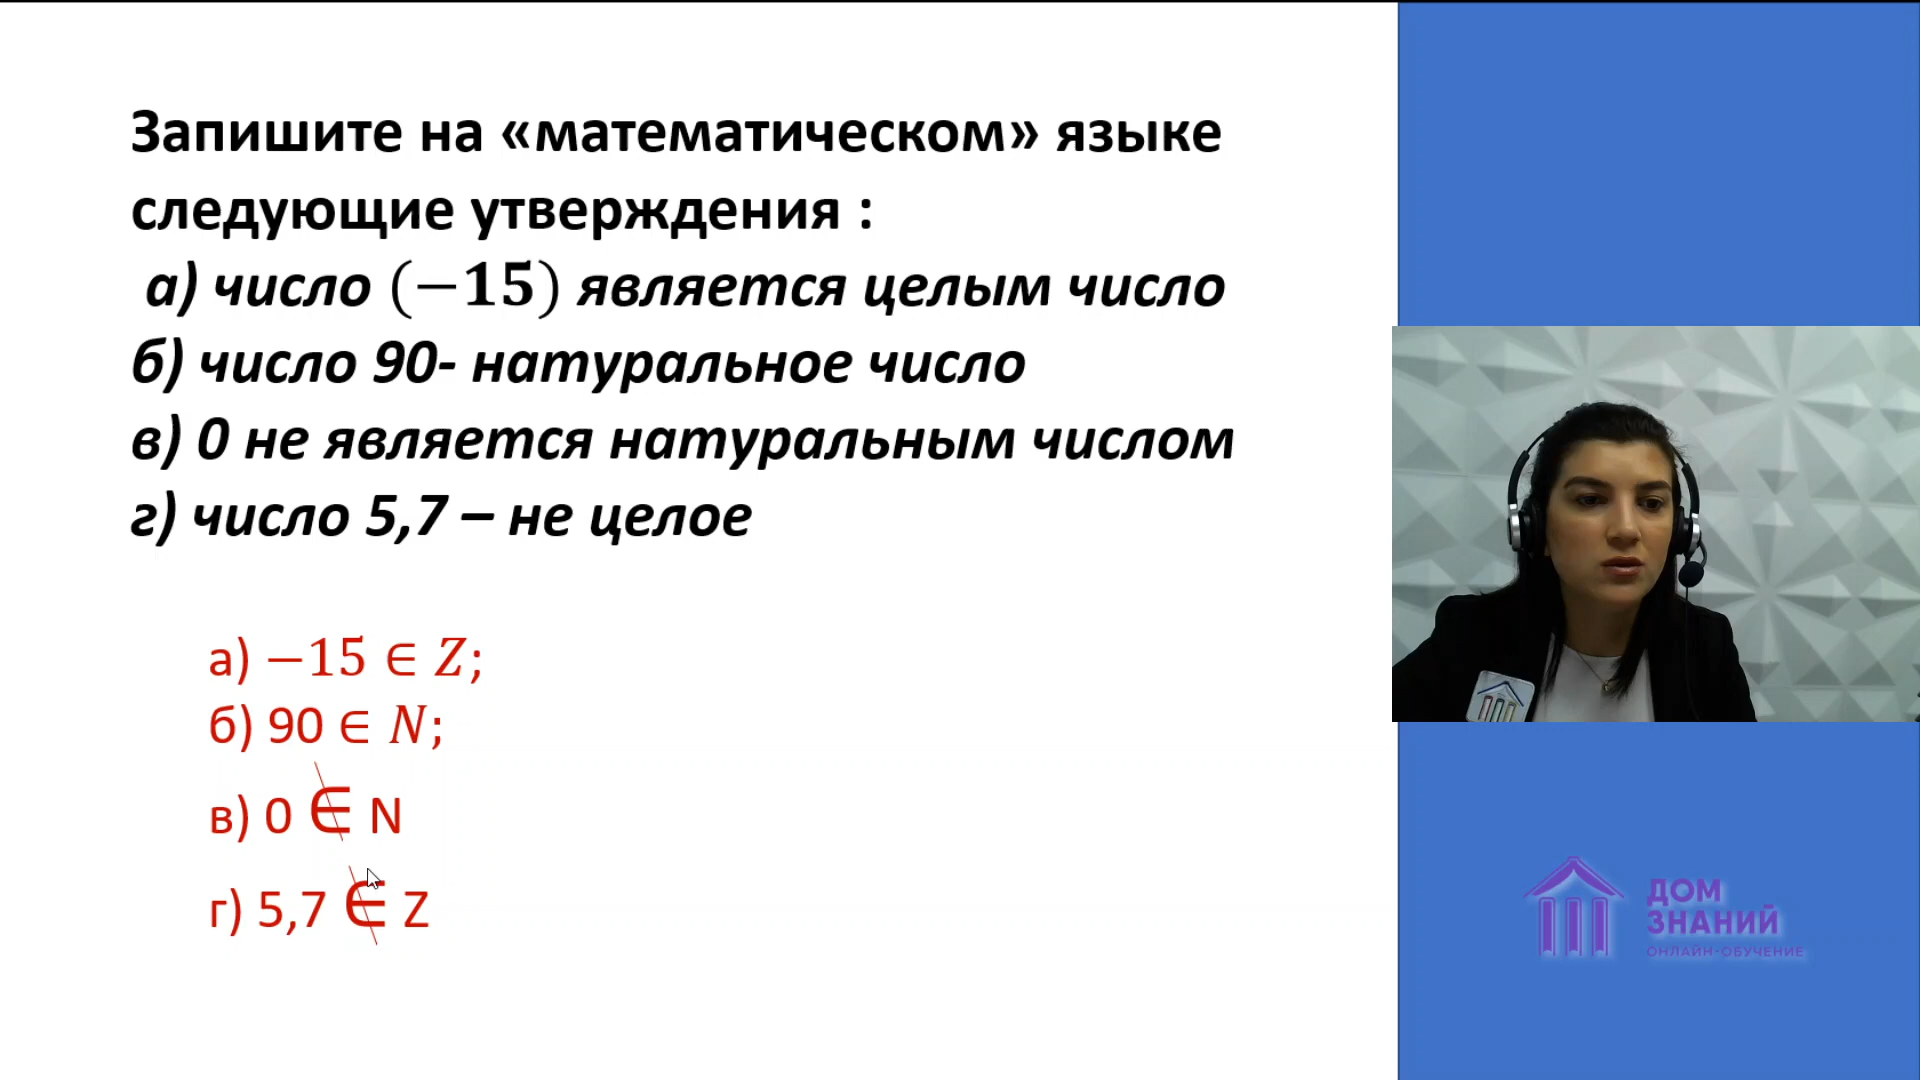 Запишите на «математическом» языке
следующие утверждения :
а) число (−15) является целым число
б) число 90- натуральное число
в) 0 не является натуральным числом
г) число 5,7 – не целое
а) −15 ∈ Z;
б) 90 ∈ N;
в) 0 ∉ N
г) 5,7 ∉ Z
ДОМ
ЗНАНИЙ
ОНЛАЙН-ОБУЧЕНИЕ